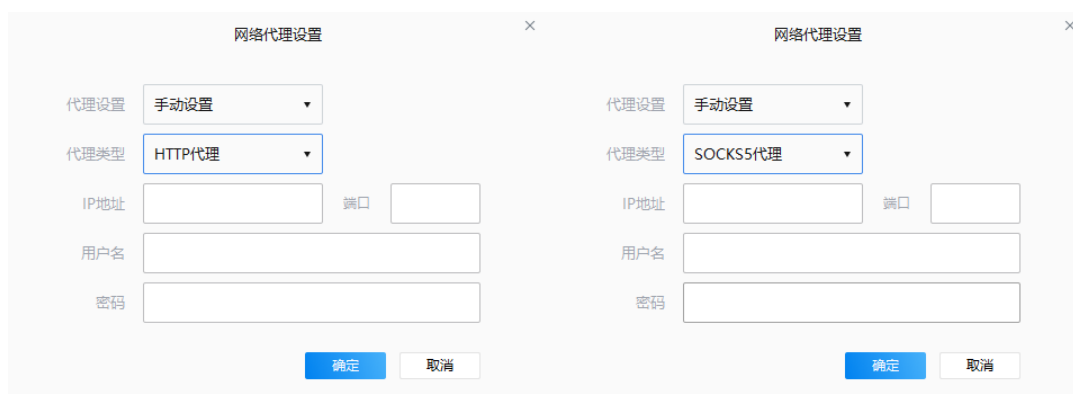 网络代理设置
×
代理设置 手动设置 ▼
代理类型 HTTP代理 ▼
IP地址 端口
用户名
密码
确定 取消
网络代理设置
×
代理设置 手动设置 ▼
代理类型 SOCKS5代理 ▼
IP地址 端口
用户名
密码
确定 取消